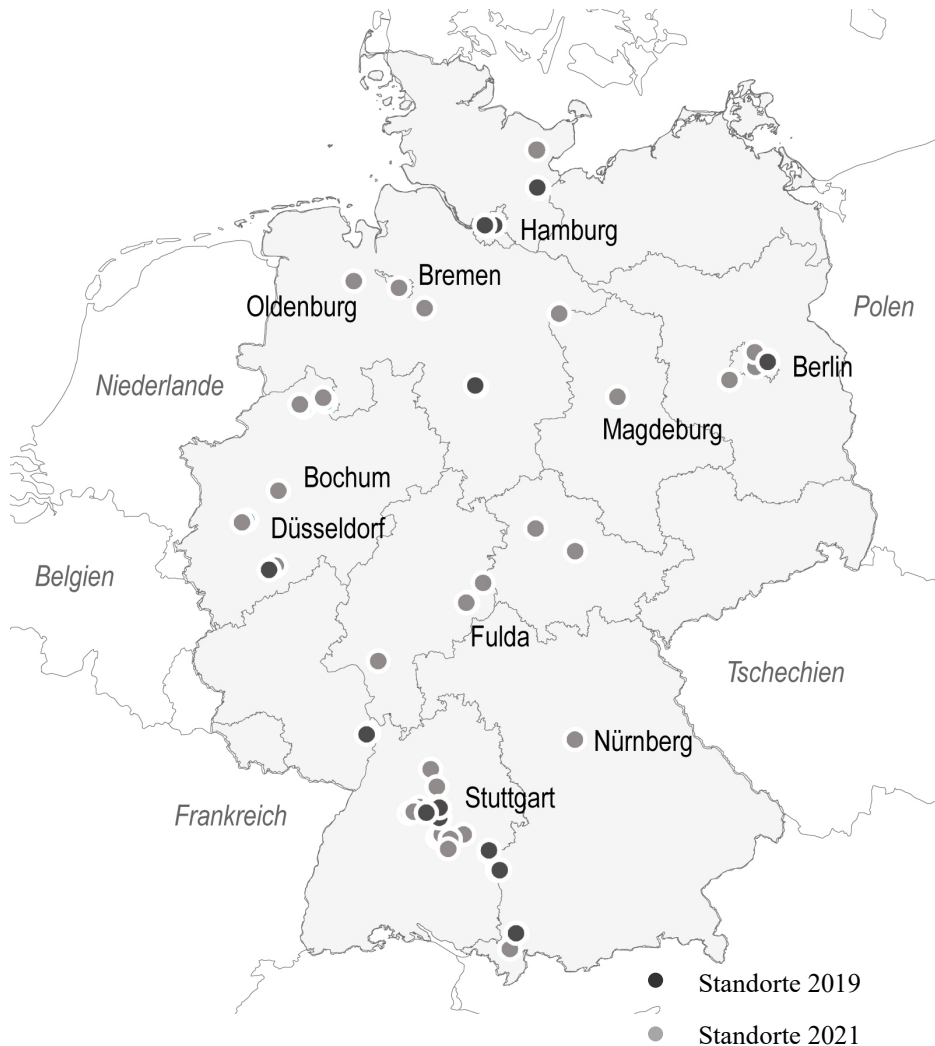 Hamburg
Bremen
Oldenburg
Polen
Berlin
Niederlande
Magdeburg
Bochum
Düsseldorf
Belgien
Fulda
Tschechien
Nürnberg
Stuttgart
Frankreich
Standorte 2019
Standorte 2021